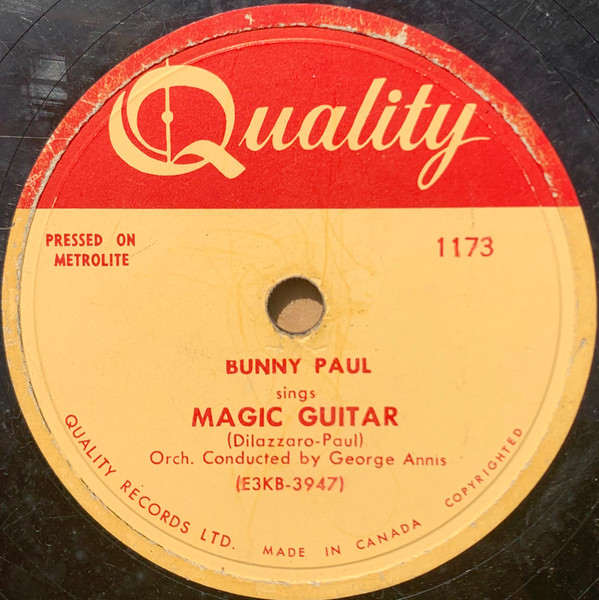 Quality
PRESSED ON
METROLITE
1173
BUNNY PAUL
sings
MAGIC GUITAR
(Dilazzaro-Paul)
Orch. Conducted by George Annis
(E3KB-3947)
QUALITY RECORDS LTD. MADE IN CANADA COPYRIGHTED